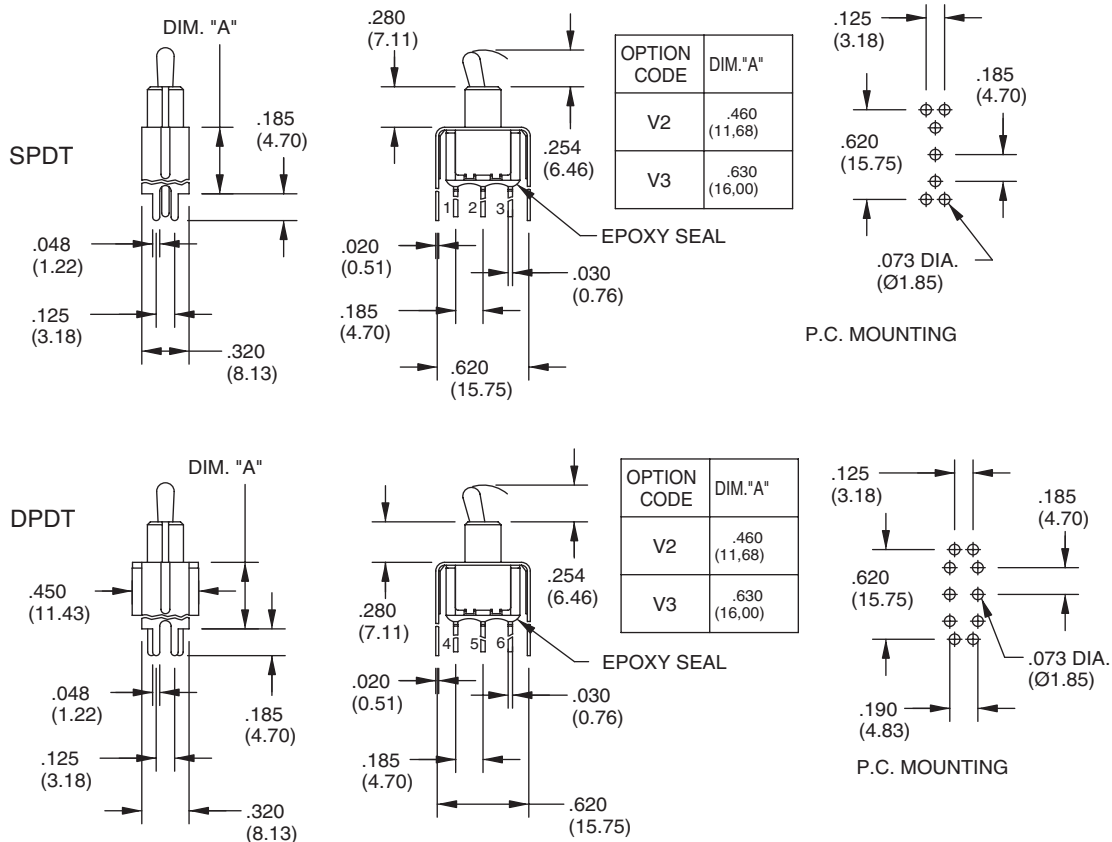 SPDT
DIM. "A"
.185
(4.70)
.048
(1.22)
.125
(3.18)
.320
(8.13)
.280
(7.11)
.254
(6.46)
1 2 3
EPOXY SEAL
.020
(0.51)
.030
(0.76)
.185
(4.70)
.620
(15.75)
OPTION CODE DIM."A"
V2 .460 (11,68)
V3 .630 (16,00)
.125
(3.18)
.185
(4.70)
.620
(15.75)
.073 DIA.
(Ø1.85)
P.C. MOUNTING
DPDT
DIM. "A"
.450
(11.43)
.048
(1.22)
.185
(4.70)
.125
(3.18)
.320
(8.13)
.254
(6.46)
.280
(7.11)
4 5 6
EPOXY SEAL
.020
(0.51)
.030
(0.76)
.185
(4.70)
.620
(15.75)
OPTION CODE DIM."A"
V2 .460 (11,68)
V3 .630 (16,00)
.125
(3.18)
.185
(4.70)
.620
(15.75)
.073 DIA.
(Ø1.85)
.190
(4.83)
P.C. MOUNTING